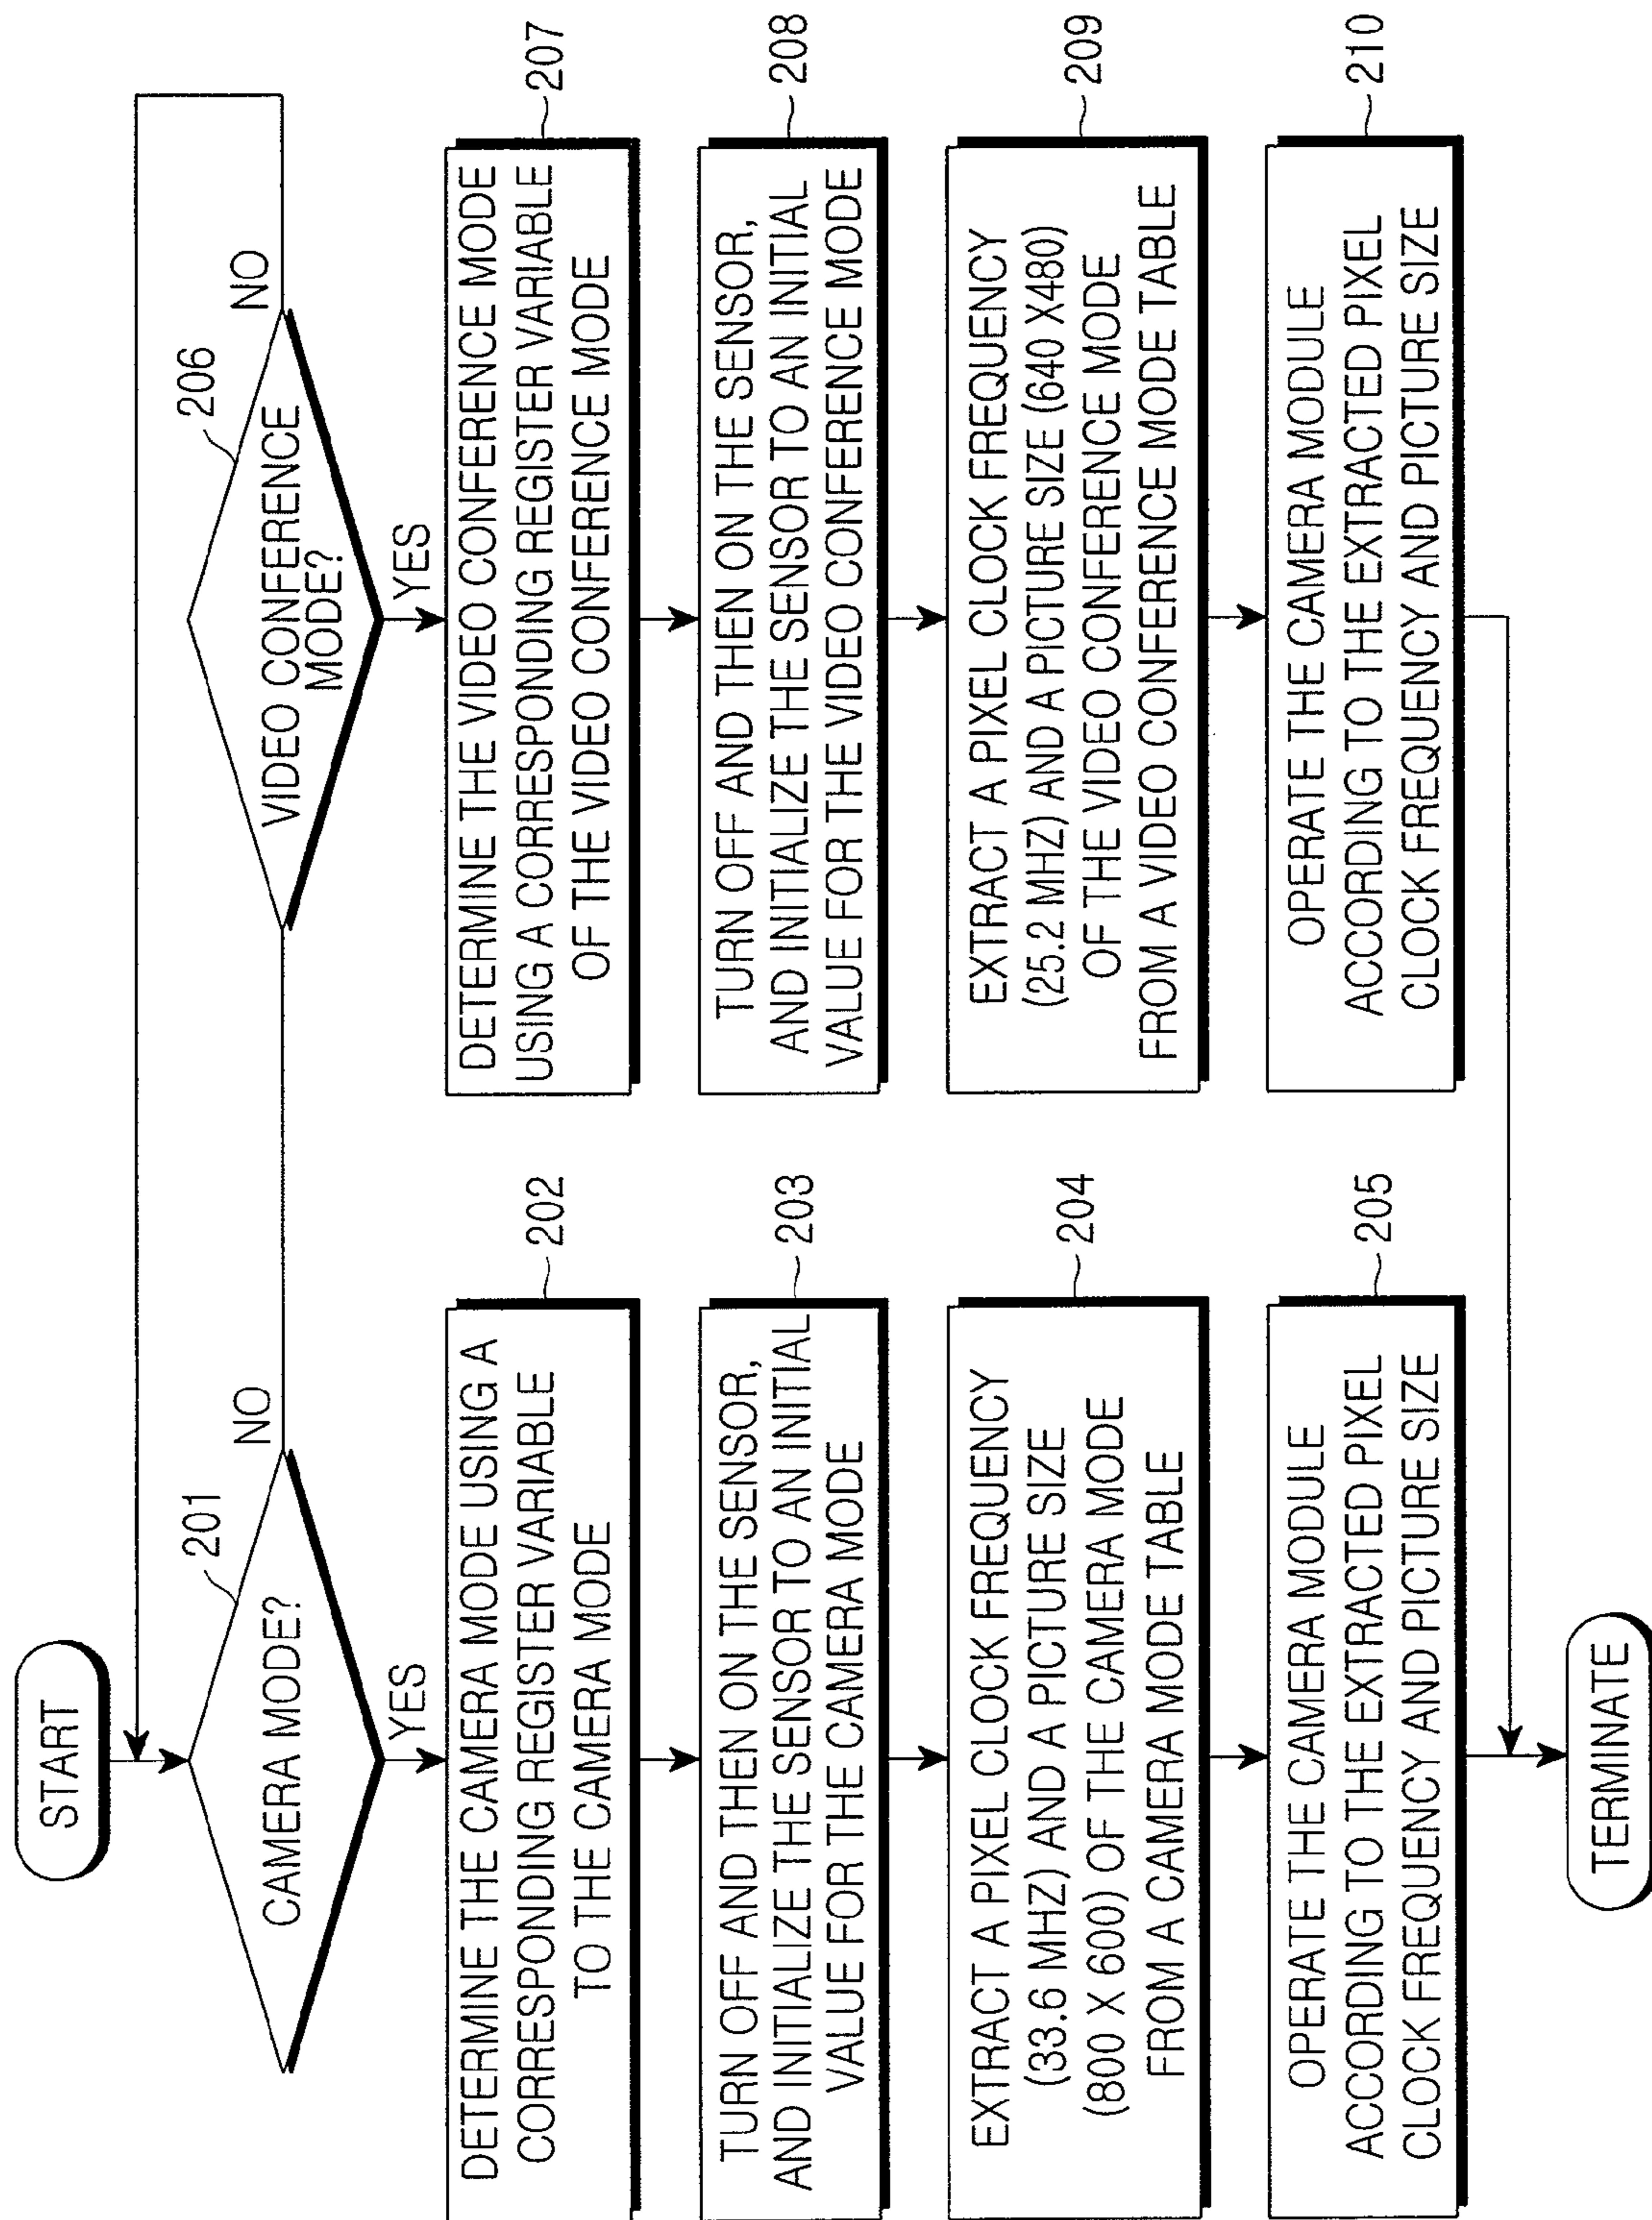 START
CAMERA MODE?
201
NO
YES
DETERMINE THE CAMERA MODE USING A
CORRESPONDING REGISTER VARIABLE
TO THE CAMERA MODE
202
TURN OFF AND THEN ON THE SENSOR,
AND INITIALIZE THE SENSOR TO AN INITIAL
VALUE FOR THE CAMERA MODE
203
EXTRACT A PIXEL CLOCK FREQUENCY
(33.6 MHZ) AND A PICTURE SIZE
(800 X 600) OF THE CAMERA MODE
FROM A CAMERA MODE TABLE
204
OPERATE THE CAMERA MODULE
ACCORDING TO THE EXTRACTED PIXEL
CLOCK FREQUENCY AND PICTURE SIZE
205
TERMINATE
VIDEO CONFERENCE
MODE?
206
NO
YES
DETERMINE THE VIDEO CONFERENCE MODE
USING A CORRESPONDING REGISTER VARIABLE
OF THE VIDEO CONFERENCE MODE
207
TURN OFF AND THEN ON THE SENSOR,
AND INITIALIZE THE SENSOR TO AN INITIAL
VALUE FOR THE VIDEO CONFERENCE MODE
208
EXTRACT A PIXEL CLOCK FREQUENCY
(25.2 MHZ) AND A PICTURE SIZE (640 X480)
OF THE VIDEO CONFERENCE MODE
FROM A VIDEO CONFERENCE MODE TABLE
209
OPERATE THE CAMERA MODULE
ACCORDING TO THE EXTRACTED PIXEL
CLOCK FREQUENCY AND PICTURE SIZE
210